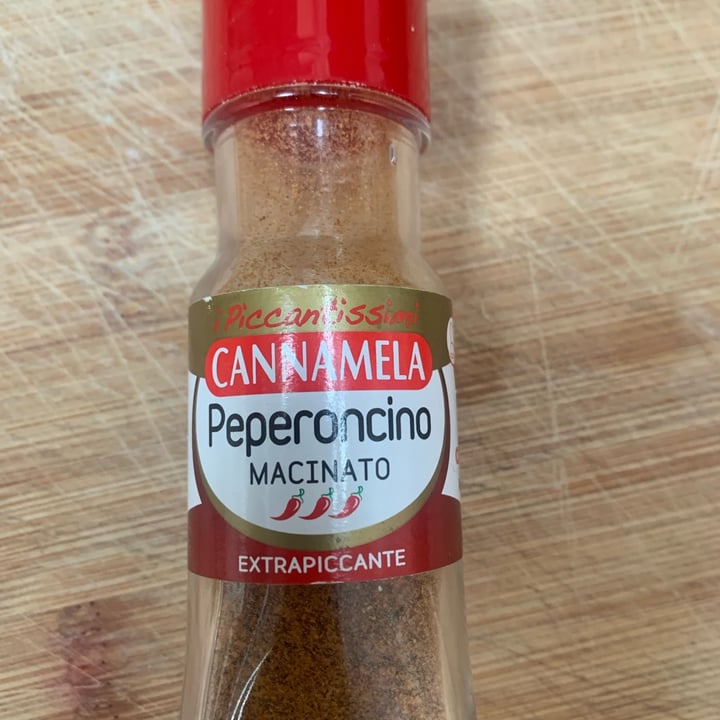 i Piccantissimi
CANNAMELA
Peperoncino
MACINATO
EXTRAPICCANTE